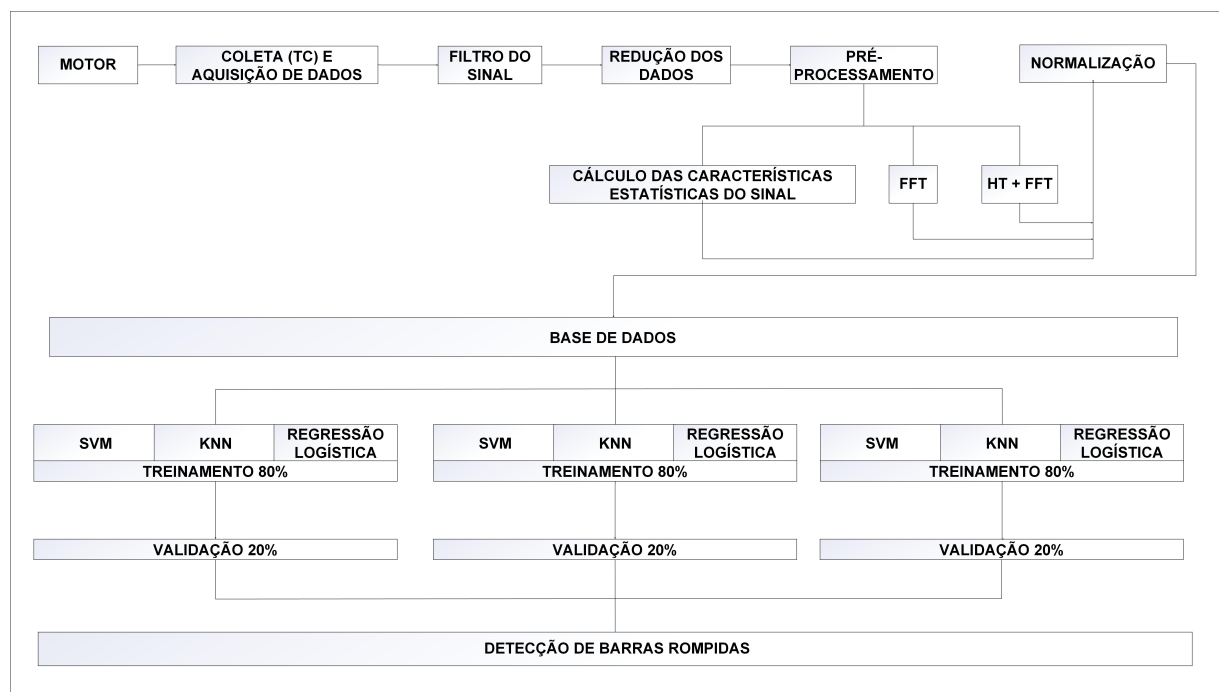 MOTOR
COLETA (TC) E
AQUISIÇÃO DE DADOS
FILTRO DO
SINAL
REDUÇÃO DOS
DADOS
PRÉ-
PROCESSAMENTO
NORMALIZAÇÃO
CÁLCULO DAS CARACTERÍSTICAS
ESTATÍSTICAS DO SINAL
FFT
HT + FFT
BASE DE DADOS
SVM
KNN
REGRESSÃO
LOGÍSTICA
TREINAMENTO 80%
SVM
KNN
REGRESSÃO
LOGÍSTICA
TREINAMENTO 80%
SVM
KNN
REGRESSÃO
LOGÍSTICA
TREINAMENTO 80%
VALIDAÇÃO 20%
VALIDAÇÃO 20%
VALIDAÇÃO 20%
DETECÇÃO DE BARRAS ROMPIDAS